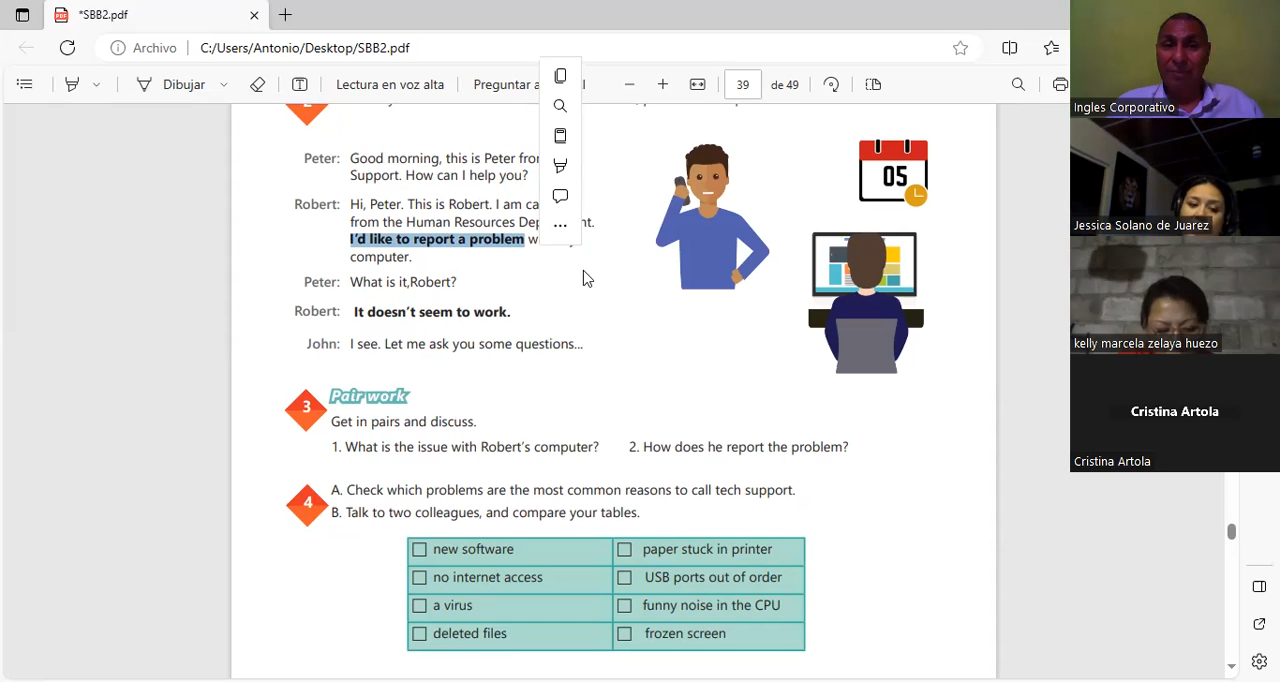 *SBB2.pdf
Archivo
C:/Users/Antonio/Desktop/SBB2.pdf
Dibujar
Lectura en voz alta
Preguntar a
39
de 49
2
Peter: Good morning, this is Peter from
Support. How can I help you?
Robert: Hi, Peter. This is Robert. I am
from the Human Resources
I'd like to report a problem
computer.
Peter: What is it,Robert?
Robert: It doesn't seem to work.
John: I see. Let me ask you some questions...
05
3
Pair work
Get in pairs and discuss.
1. What is the issue with Robert's computer? 2. How does he report the problem?
4
A. Check which problems are the most common reasons to call tech support.
B. Talk to two colleagues, and compare your tables.
new software paper stuck in printer
no internet access USB ports out of order
a virus funny noise in the CPU
deleted files frozen screen
Ingles Corporativo
Jessica Solano de Juarez
kelly marcela zelaya huezo
Cristina Artola
Cristina Artola